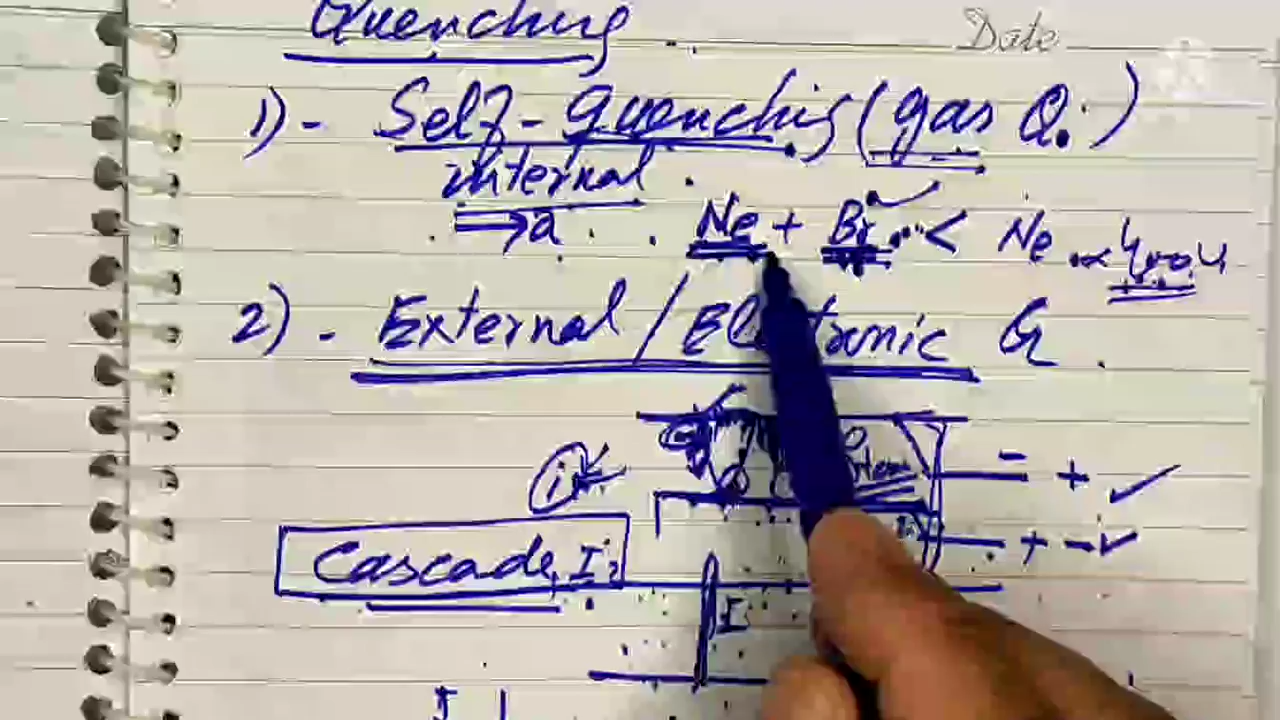 Quenching
Date
1)- Self-quenching (gas Q.)
internal
⇒ a . . Ne + Br < Ne
2)- External / Electronic Q.
i - + ✓
+ - ✓
Cascade I
I
I